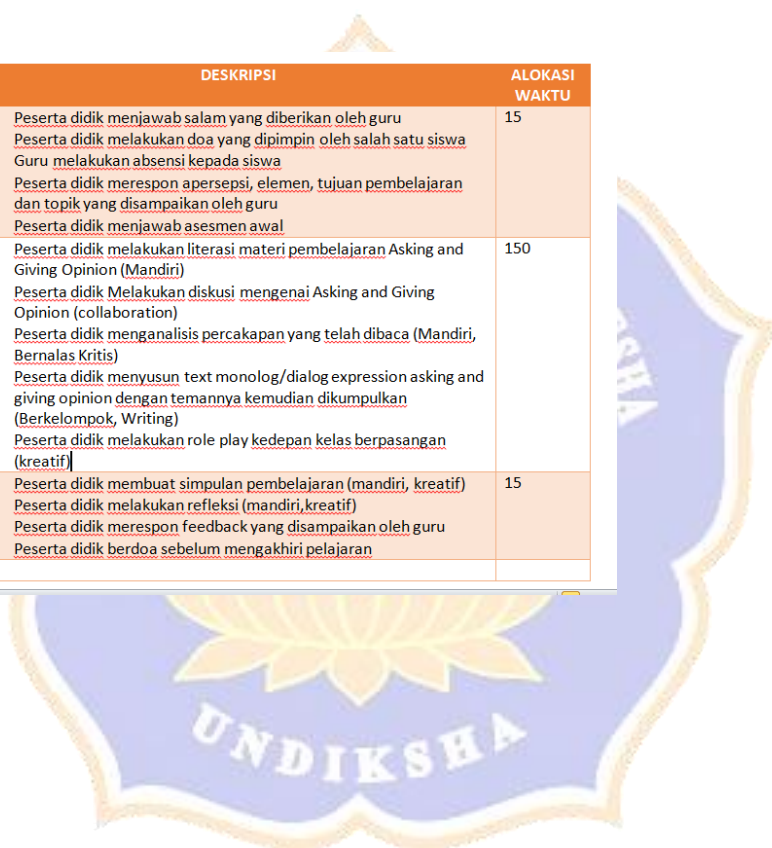 DESKRIPSI
ALOKASI
WAKTU
Peserta didik menjawab salam yang diberikan oleh guru
15
Peserta didik melakukan doa yang dipimpin oleh salah satu siswa
Guru melakukan absensi kepada siswa
Peserta didik merespon apersepsi, elemen, tujuan pembelajaran
dan topik yang disampaikan oleh guru
Peserta didik menjawab asesmen awal
Peserta didik melakukan literasi materi pembelajaran Asking and
150
Giving Opinion (Mandiri)
Peserta didik Melakukan diskusi mengenai Asking and Giving
Opinion (collaboration)
Peserta didik menganalisis percakapan yang telah dibaca (Mandiri,
Bernalas Kritis)
Peserta didik menyusun text monolog/dialog expression asking and
giving opinion dengan temannya kemudian dikumpulkan
(Berkelompok, Writing)
Peserta didik melakukan role play kedepan kelas berpasangan
(kreatif)
Peserta didik membuat simpulan pembelajaran (mandiri, kreatif)
15
Peserta didik melakukan refleksi (mandiri,kreatif)
Peserta didik merespon feedback yang disampaikan oleh guru
Peserta didik berdoa sebelum mengakhiri pelajaran
UNDIKSHA